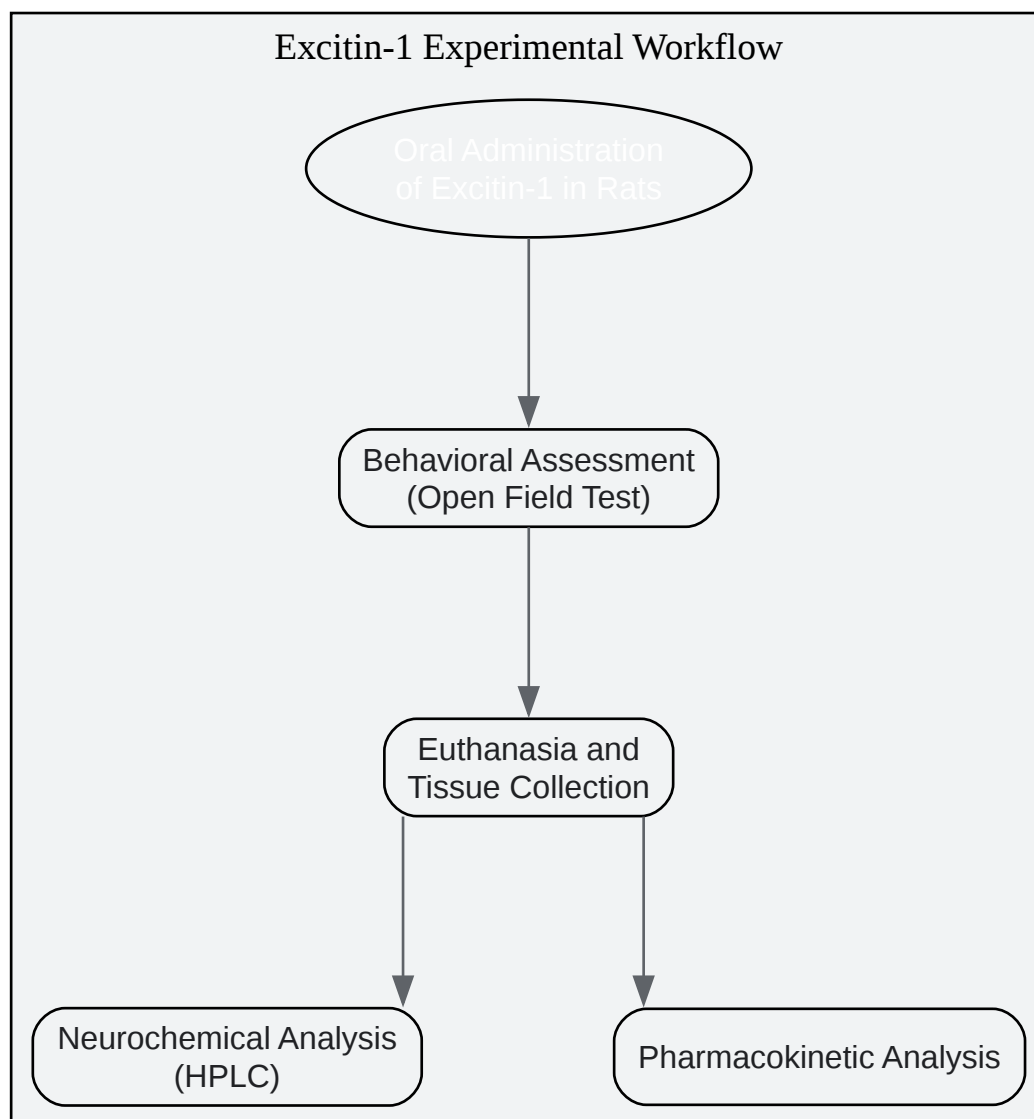 Excitin-1 Experimental Workflow
Oral Administration
of Excitin-1 in Rats
Behavioral Assessment
(Open Field Test)
Euthanasia and
Tissue Collection
Neurochemical Analysis
(HPLC)
Pharmacokinetic Analysis